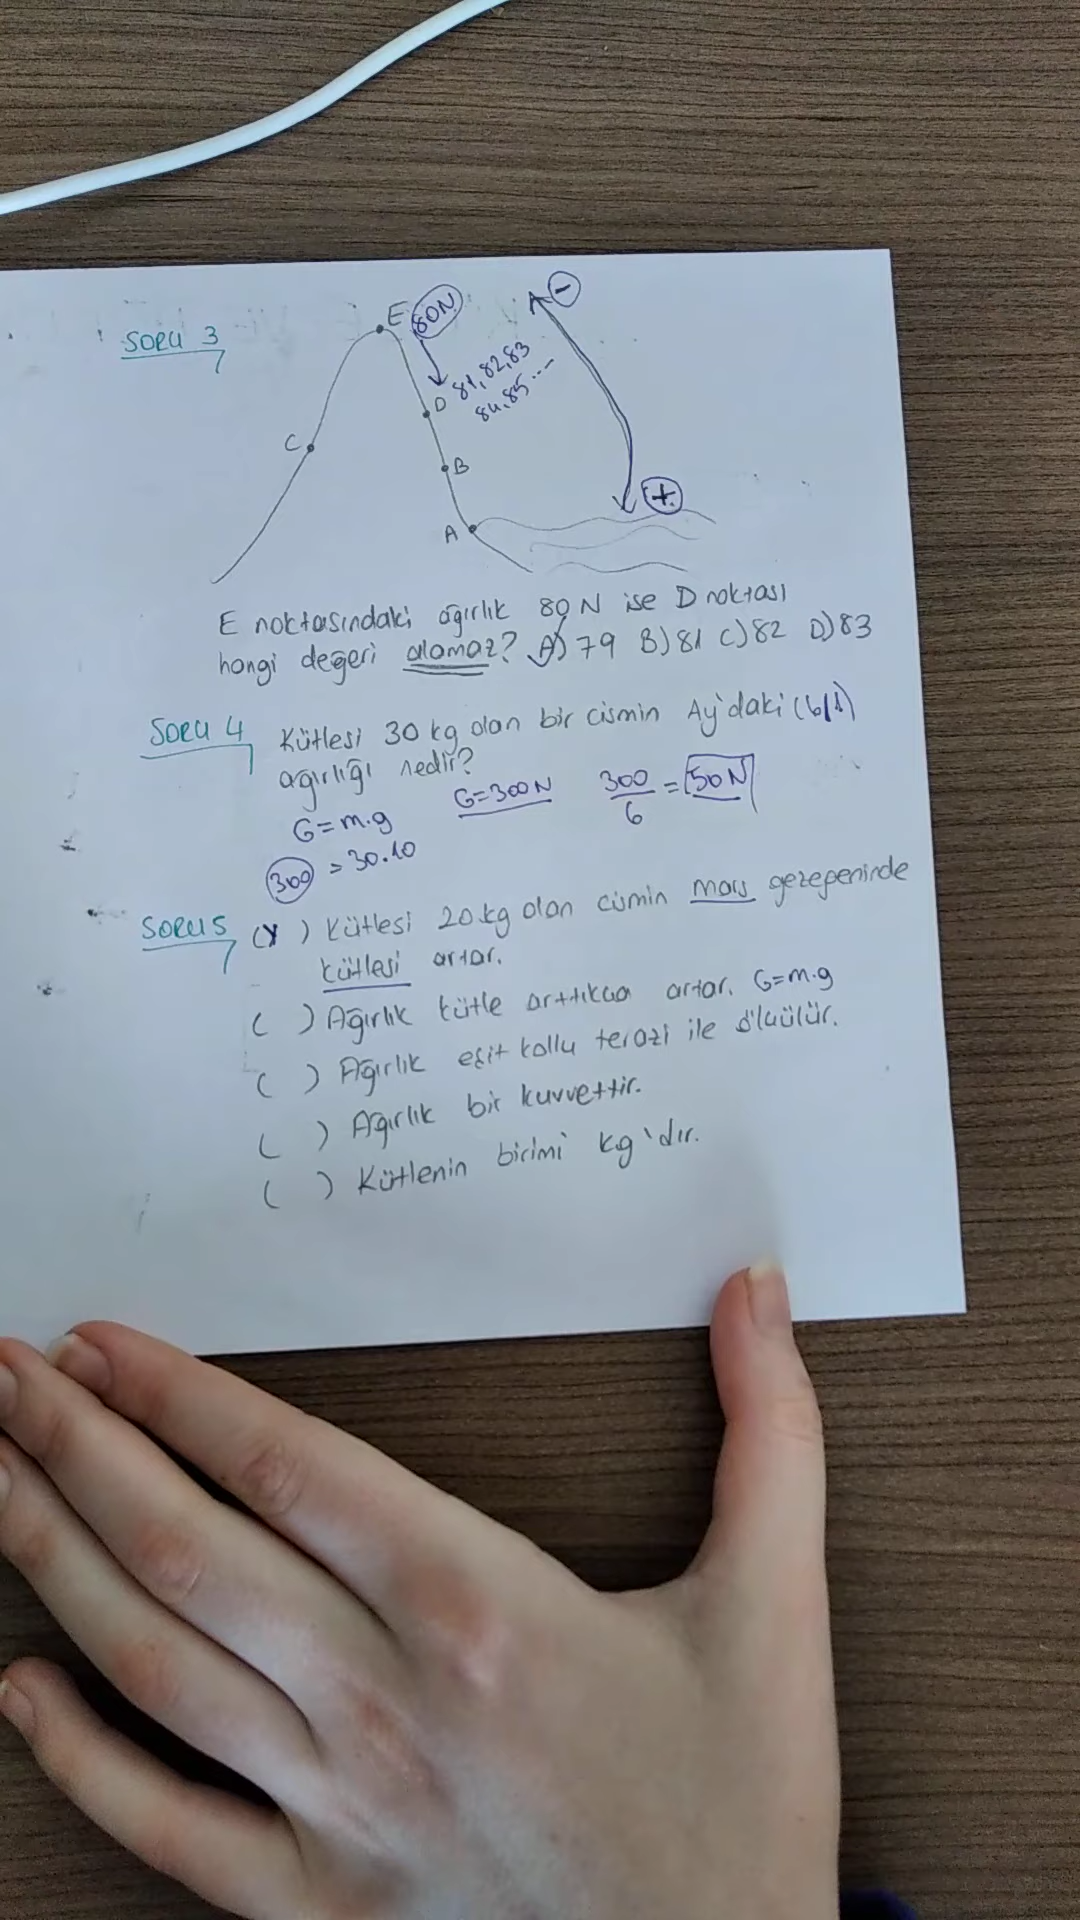 SORU 3
E 80N
-
81,82,83
84,85...
D
C
B
+
A
E noktasındaki ağırlık 80 N ise D noktası
hangi değeri alamaz? A) 79 B) 81 C) 82 D) 83
SORU 4 Kütlesi 30 kg olan bir cismin Ay'daki (6/1)
ağırlığı nedir?
G=m.g G=300N 300/6 = 50 N
300 = 30.10
SORU 5 (Y ) Kütlesi 20 kg olan cismin Mars gezegeninde
kütlesi artar.
( ) Ağırlık kütle arttıkça artar. G=m.g
( ) Ağırlık eşit kollu terazi ile ölçülür.
( ) Ağırlık bir kuvvettir.
( ) Kütlenin birimi kg'dır.